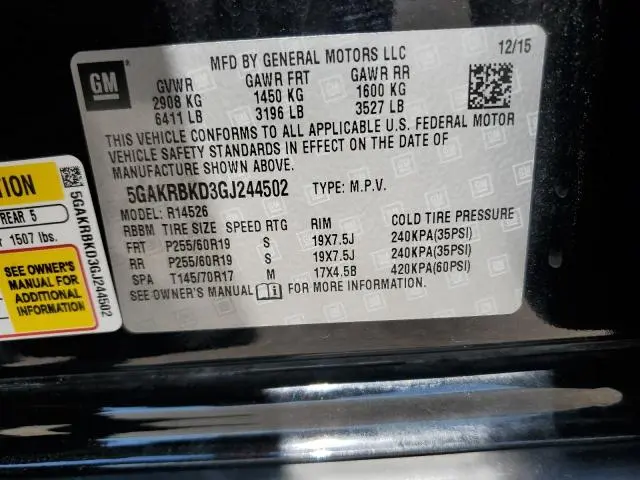 GM
MFD BY GENERAL MOTORS LLC 12/15
GVWR GAWR FRT GAWR RR
2908 KG 1450 KG 1600 KG
6411 LB 3196 LB 3527 LB
THIS VEHICLE CONFORMS TO ALL APPLICABLE U.S. FEDERAL MOTOR
VEHICLE SAFETY STANDARDS IN EFFECT ON THE DATE OF
MANUFACTURE SHOWN ABOVE.
5GAKRBKD3GJ244502 TYPE: M.P.V.
MODEL: R14526
RBBM TIRE SIZE SPEED RTG RIM COLD TIRE PRESSURE
FRT P255/60R19 S 19X7.5J 240KPA(35PSI)
RR P255/60R19 S 19X7.5J 240KPA(35PSI)
SPA T145/70R17 M 17X4.5B 420KPA(60PSI)
SEE OWNER'S MANUAL i FOR MORE INFORMATION.
TION
REAR 5
1507 lbs.
SEE OWNER'S
MANUAL FOR
ADDITIONAL
INFORMATION
5GAKRBKD3GJ244502